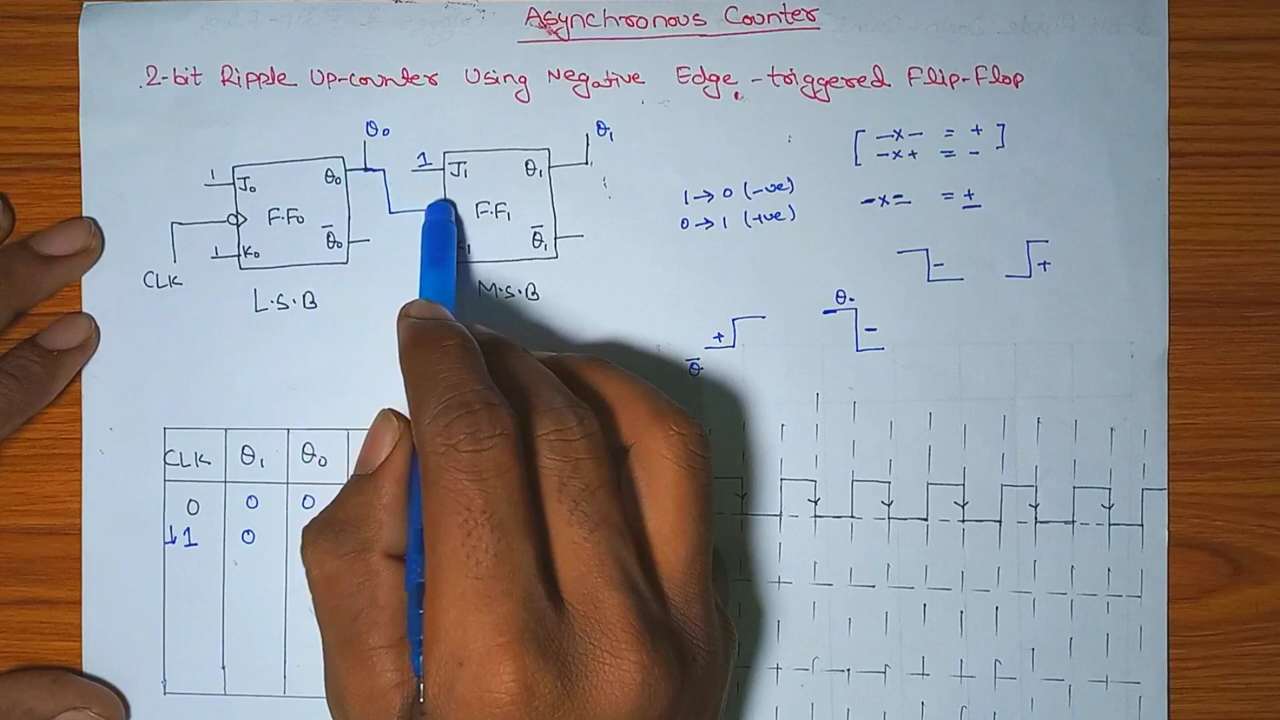 Asynchronous Counter
2-bit Ripple Up-counter Using Negative Edge-triggered Flip-Flop
Q₀
Q₁
1 J₀ Q₀
1 J₁ Q₁
F.F₀
F.F₁
1 K₀ Q̅₀
Q̅₁
CLK
L.S.B
M.S.B
[ -x- = + ]
-x+ = -
1→0 (-ve)
0→1 (+ve)
-x= = ±
- +
Q̅ +
Q. -
CLK Q₁ Q₀
0 0 0
↓1 0